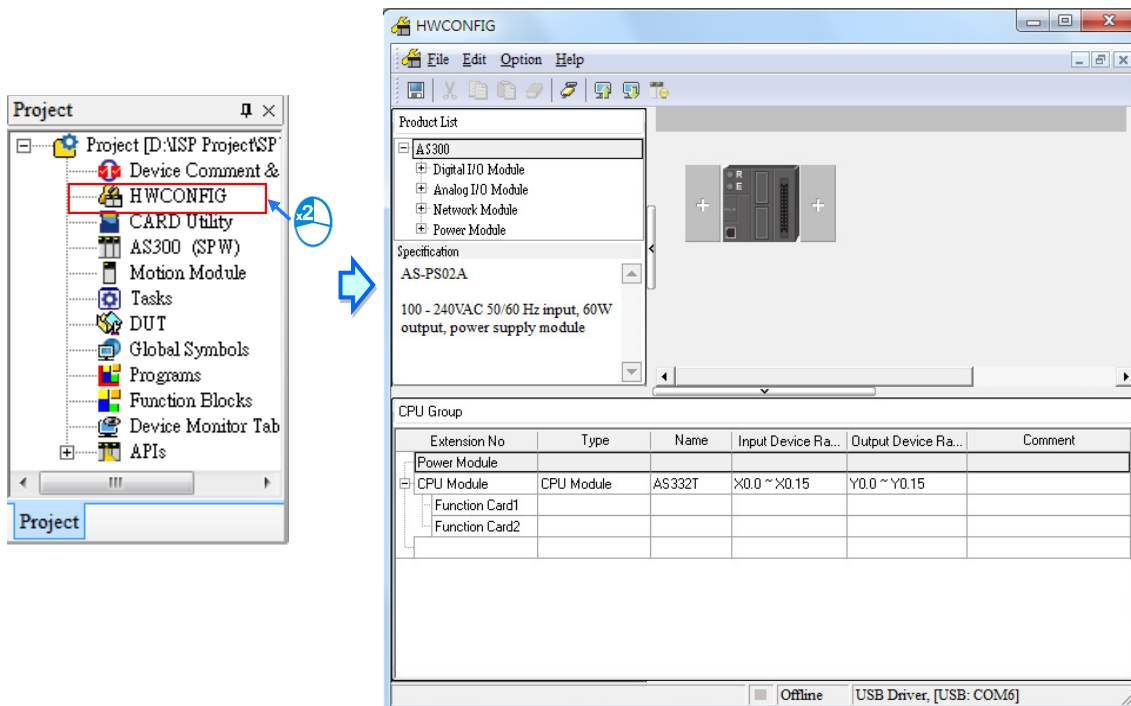 Project
Project [D:\ISP Project\SP
Device Comment &
HWCONFIG
CARD Utility
AS300 (SPW)
Motion Module
Tasks
DUT
Global Symbols
Programs
Function Blocks
Device Monitor Tab
APIs
Project
x2
HWCONFIG
File Edit Option Help
Product List
AS300
Digital I/O Module
Analog I/O Module
Network Module
Power Module
Specification
AS-PS02A
100 - 240VAC 50/60 Hz input, 60W
output, power supply module
R
E
CPU Group
Extension No Type Name Input Device Ra... Output Device Ra... Comment
Power Module
CPU Module CPU Module AS332T X0.0 ~ X0.15 Y0.0 ~ Y0.15
Function Card1
Function Card2
Offline USB Driver, [USB: COM6]